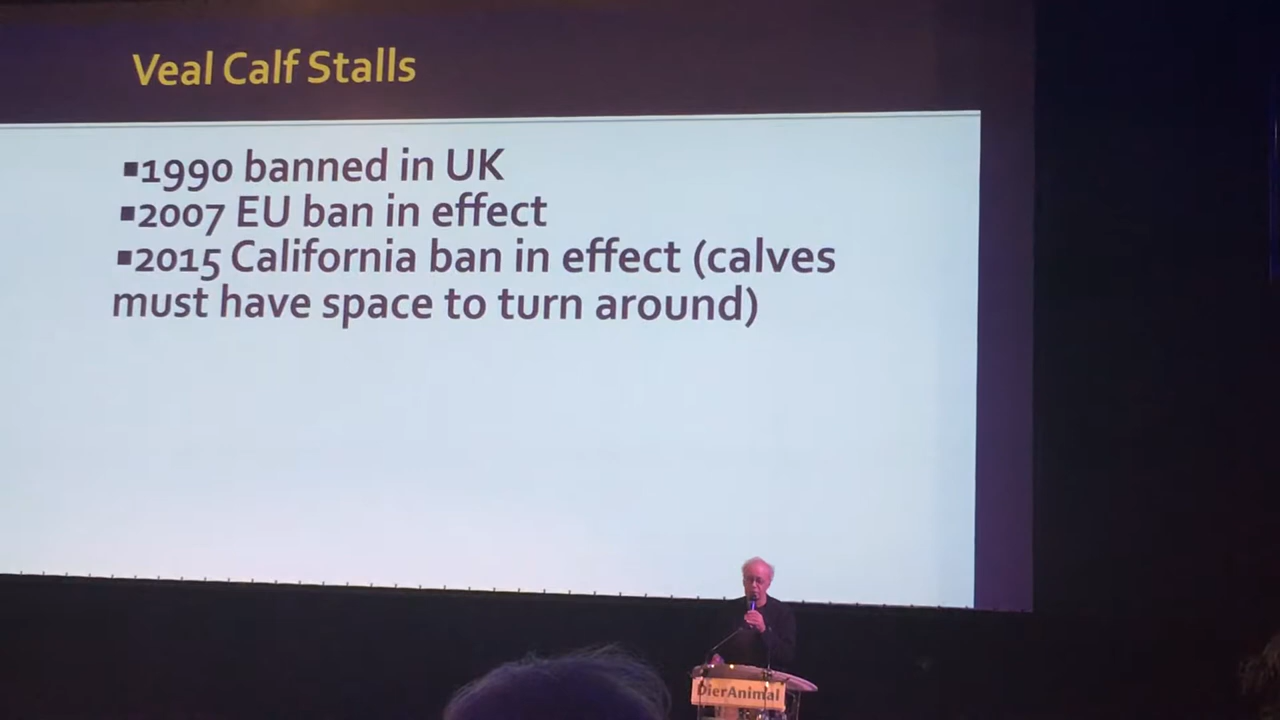 Veal Calf Stalls
▪1990 banned in UK
▪2007 EU ban in effect
▪2015 California ban in effect (calves
must have space to turn around)
DierAnimal